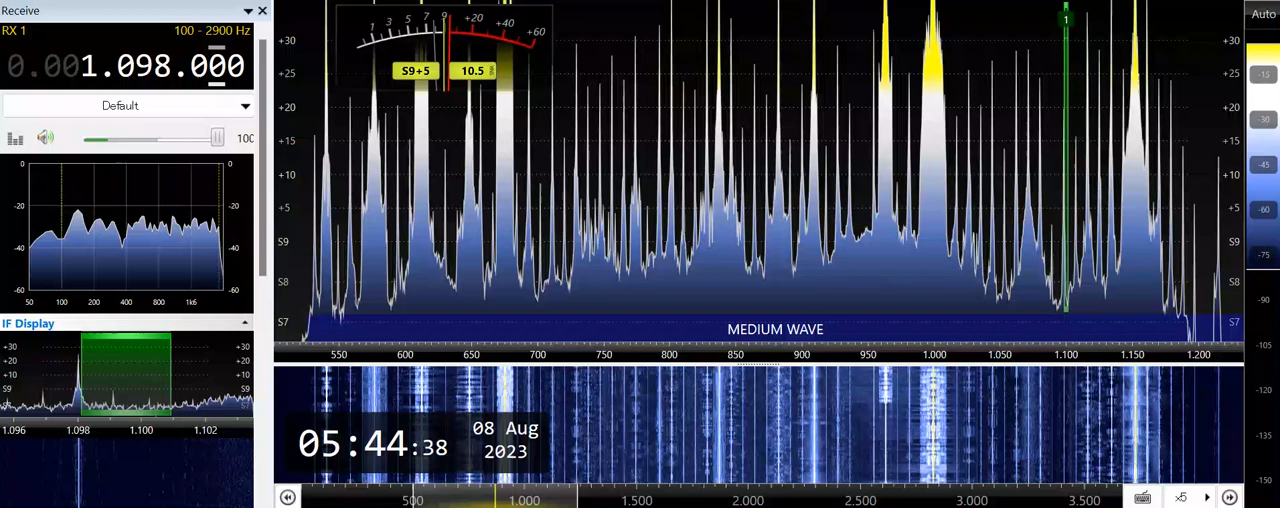 Receive
RX 1 100 - 2900 Hz
0.001.098.000
Default
100
0 0
-20 -20
-40 -40
-60 -60
50 100 200 400 800 1k6
IF Display
+30 +30
+20 +20
+10 +10
S9 S9
S7 S7
1.096 1.098 1.100 1.102
1 3 5 7 9 +20 +40 +60
S9+5 10.5
1
+30 +30
+25 +25
+20 +20
+15 +15
+10 +10
+5 +5
S9 S9
S8 S8
S7 S7
MEDIUM WAVE
550 600 650 700 750 800 850 900 950 1.000 1.050 1.100 1.150 1.200
05:44:38
08 Aug
2023
500 1.000 1.500 2.000 2.500 3.000 3.500
x5
Auto
-15
-30
-45
-60
-75
-90
-105
-120
-135
-150